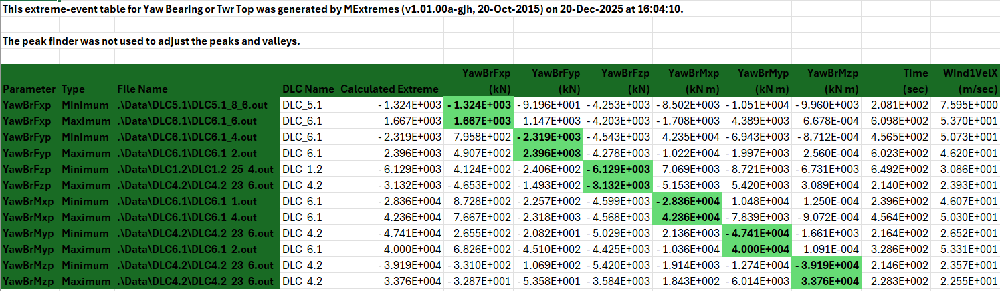 This extreme-event table for Yaw Bearing or Twr Top was generated by MExtremes (v1.01.00a-gjh, 20-Oct-2015) on 20-Dec-2025 at 16:04:10.
The peak finder was not used to adjust the peaks and valleys.
YawBrFxp YawBrFyp YawBrFzp YawBrMxp YawBrMyp YawBrMzp Time Wind1VelX
Parameter Type File Name DLC Name Calculated Extreme (kN) (kN) (kN) (kN m) (kN m) (kN m) (sec) (m/sec)
YawBrFxp Minimum .\Data\DLC5.1\DLC5.1_8_6.out DLC_5.1 - 1.324E+003 - 1.324E+003 - 9.196E+001 - 4.253E+003 - 8.502E+003 - 1.051E+004 - 9.960E+003 2.081E+002 7.595E+000
YawBrFxp Maximum .\Data\DLC6.1\DLC6.1_6.out DLC_6.1 1.667E+003 1.667E+003 1.147E+003 - 4.203E+003 - 1.708E+003 4.389E+003 6.678E-004 6.098E+002 5.370E+001
YawBrFyp Minimum .\Data\DLC6.1\DLC6.1_4.out DLC_6.1 - 2.319E+003 7.958E+002 - 2.319E+003 - 4.543E+003 4.235E+004 - 6.943E+003 - 8.712E-004 4.565E+002 5.073E+001
YawBrFyp Maximum .\Data\DLC6.1\DLC6.1_2.out DLC_6.1 2.396E+003 4.907E+002 2.396E+003 - 4.278E+003 - 1.022E+004 - 1.997E+003 2.560E-004 6.023E+002 4.620E+001
YawBrFzp Minimum .\Data\DLC1.2\DLC1.2_25_4.out DLC_1.2 - 6.129E+003 4.124E+002 - 2.406E+002 - 6.129E+003 7.069E+003 - 8.721E+003 - 6.731E+003 6.492E+002 3.086E+001
YawBrFzp Maximum .\Data\DLC4.2\DLC4.2_23_6.out DLC_4.2 - 3.132E+003 - 4.653E+002 - 1.493E+002 - 3.132E+003 - 5.153E+003 5.420E+003 3.089E+004 2.140E+002 2.393E+001
YawBrMxp Minimum .\Data\DLC6.1\DLC6.1_1.out DLC_6.1 - 2.836E+004 8.728E+002 - 2.257E+002 - 4.599E+003 - 2.836E+004 1.048E+004 1.250E-004 2.396E+002 4.607E+001
YawBrMxp Maximum .\Data\DLC6.1\DLC6.1_4.out DLC_6.1 4.236E+004 7.667E+002 - 2.318E+003 - 4.568E+003 4.236E+004 - 7.839E+003 - 9.072E-004 4.564E+002 5.030E+001
YawBrMyp Minimum .\Data\DLC4.2\DLC4.2_23_6.out DLC_4.2 - 4.741E+004 2.655E+002 - 2.082E+001 - 5.029E+003 2.136E+003 - 4.741E+004 - 1.661E+003 2.164E+002 2.652E+001
YawBrMyp Maximum .\Data\DLC6.1\DLC6.1_2.out DLC_6.1 4.000E+004 6.826E+002 - 4.510E+002 - 4.425E+003 - 1.036E+004 4.000E+004 1.091E-004 3.286E+002 5.331E+001
YawBrMzp Minimum .\Data\DLC4.2\DLC4.2_23_6.out DLC_4.2 - 3.919E+004 - 3.310E+002 1.069E+002 - 5.420E+003 - 1.914E+003 - 1.274E+004 - 3.919E+004 2.146E+002 2.357E+001
YawBrMzp Maximum .\Data\DLC4.2\DLC4.2_23_6.out DLC_4.2 3.376E+004 - 3.287E+001 - 5.358E+001 - 3.584E+003 1.843E+002 - 6.014E+003 3.376E+004 2.283E+002 2.255E+001